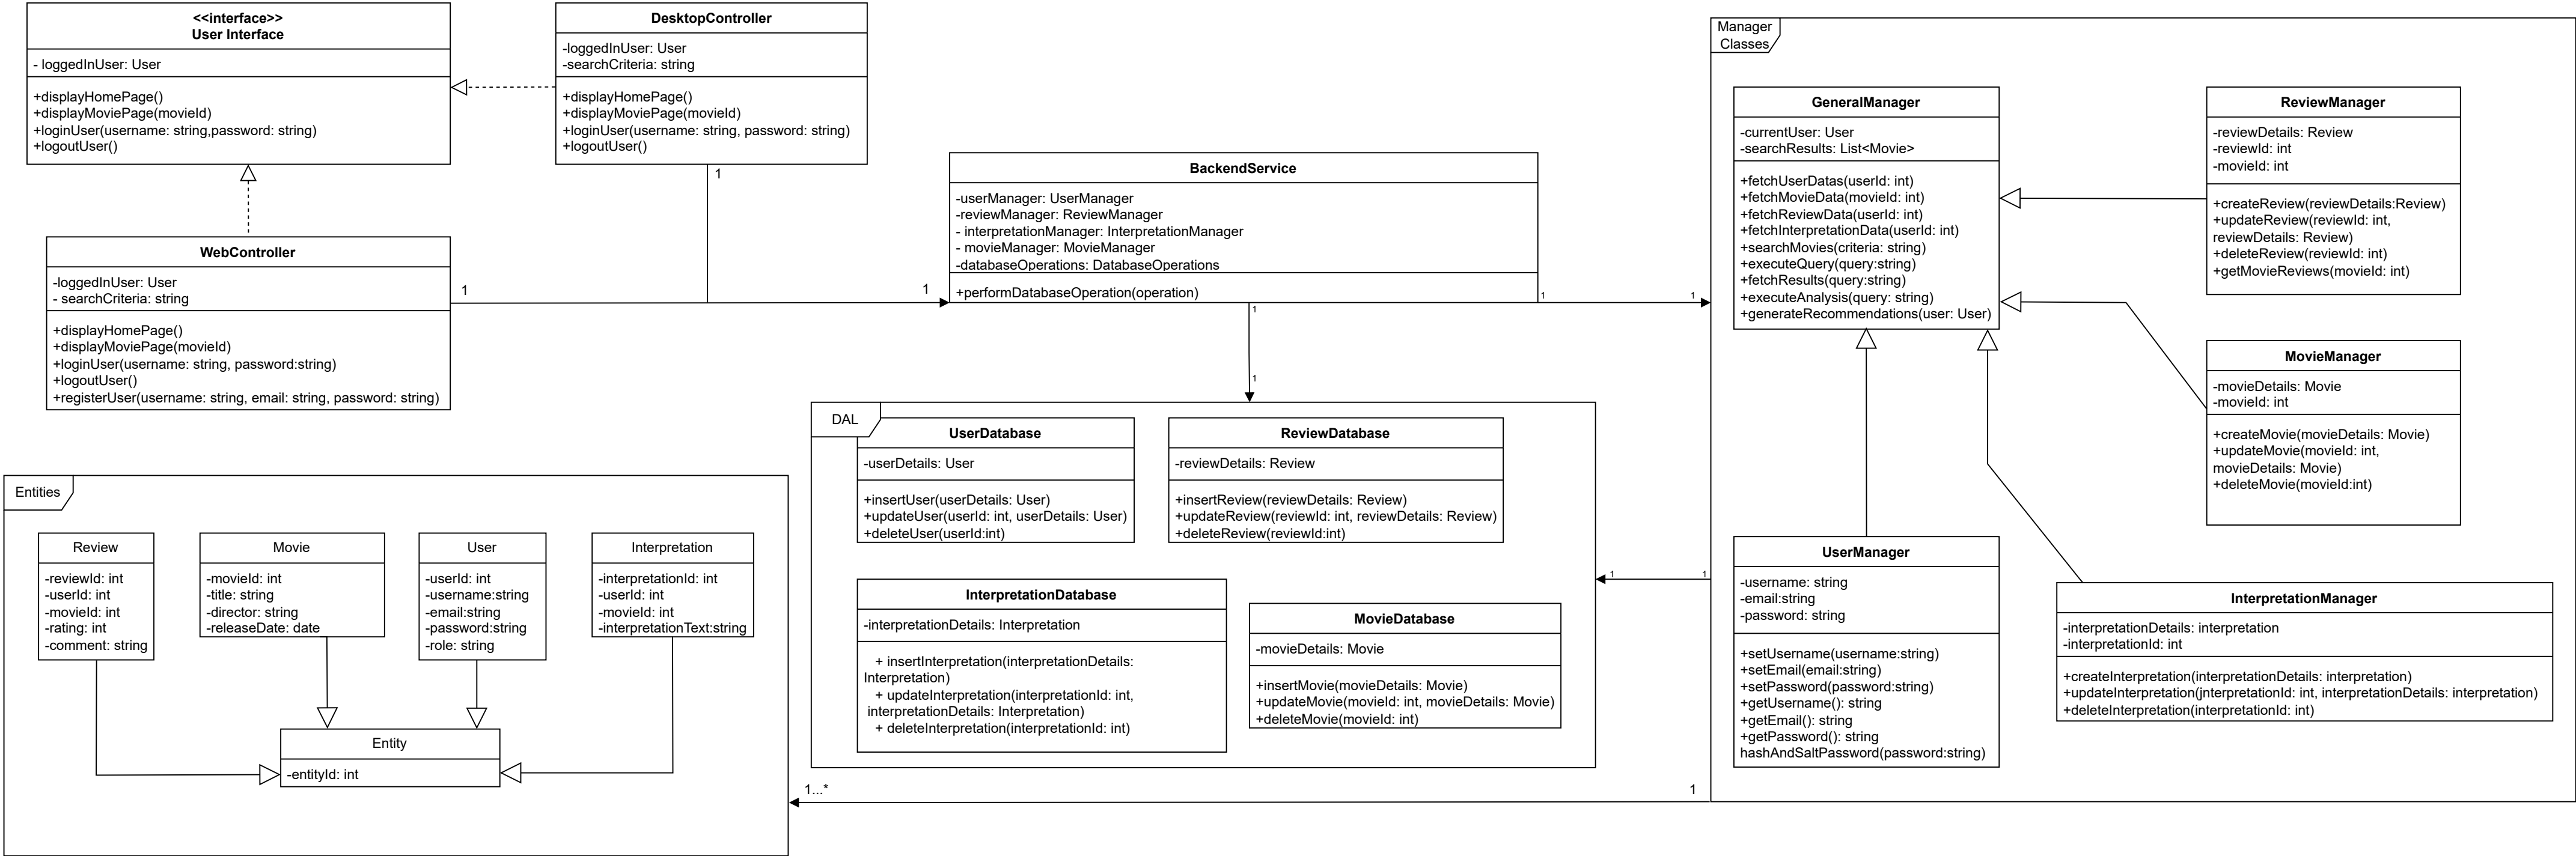 <<interface>>
User Interface
- loggedInUser: User
+displayHomePage()
+displayMoviePage(movieId)
+loginUser(username: string,password: string)
+logoutUser()
DesktopController
-loggedInUser: User
-searchCriteria: string
+displayHomePage()
+displayMoviePage(movieId)
+loginUser(username: string, password: string)
+logoutUser()
1
WebController
-loggedInUser: User
- searchCriteria: string
+displayHomePage()
+displayMoviePage(movieId)
+loginUser(username: string, password:string)
+logoutUser()
+registerUser(username: string, email: string, password: string)
1
1
BackendService
-userManager: UserManager
-reviewManager: ReviewManager
- interpretationManager: InterpretationManager
- movieManager: MovieManager
-databaseOperations: DatabaseOperations
+performDatabaseOperation(operation)
1
1
1
1
Manager
Classes
GeneralManager
-currentUser: User
-searchResults: List<Movie>
+fetchUserDatas(userId: int)
+fetchMovieData(movieId: int)
+fetchReviewData(userId: int)
+fetchInterpretationData(userId: int)
+searchMovies(criteria: string)
+executeQuery(query:string)
+fetchResults(query:string)
+executeAnalysis(query: string)
+generateRecommendations(user: User)
ReviewManager
-reviewDetails: Review
-reviewId: int
-movieId: int
+createReview(reviewDetails:Review)
+updateReview(reviewId: int,
reviewDetails: Review)
+deleteReview(reviewId: int)
+getMovieReviews(movieId: int)
MovieManager
-movieDetails: Movie
-movieId: int
+createMovie(movieDetails: Movie)
+updateMovie(movieId: int,
movieDetails: Movie)
+deleteMovie(movieId:int)
UserManager
-username: string
-email:string
-password: string
+setUsername(username:string)
+setEmail(email:string)
+setPassword(password:string)
+getUsername(): string
+getEmail(): string
+getPassword(): string
hashAndSaltPassword(password:string)
InterpretationManager
-interpretationDetails: interpretation
-interpretationId: int
+createInterpretation(interpretationDetails: interpretation)
+updateInterpretation(jnterpretationId: int, interpretationDetails: interpretation)
+deleteInterpretation(interpretationId: int)
DAL
UserDatabase
-userDetails: User
+insertUser(userDetails: User)
+updateUser(userId: int, userDetails: User)
+deleteUser(userId:int)
ReviewDatabase
-reviewDetails: Review
+insertReview(reviewDetails: Review)
+updateReview(reviewId: int, reviewDetails: Review)
+deleteReview(reviewId:int)
InterpretationDatabase
-interpretationDetails: Interpretation
+ insertInterpretation(interpretationDetails:
Interpretation)
+ updateInterpretation(interpretationId: int,
interpretationDetails: Interpretation)
+ deleteInterpretation(interpretationId: int)
MovieDatabase
-movieDetails: Movie
+insertMovie(movieDetails: Movie)
+updateMovie(movieId: int, movieDetails: Movie)
+deleteMovie(movieId: int)
1
1
Entities
Review
-reviewId: int
-userId: int
-movieId: int
-rating: int
-comment: string
Movie
-movieId: int
-title: string
-director: string
-releaseDate: date
User
-userId: int
-username:string
-email:string
-password:string
-role: string
Interpretation
-interpretationId: int
-userId: int
-movieId: int
-interpretationText:string
Entity
-entityId: int
1...*
1